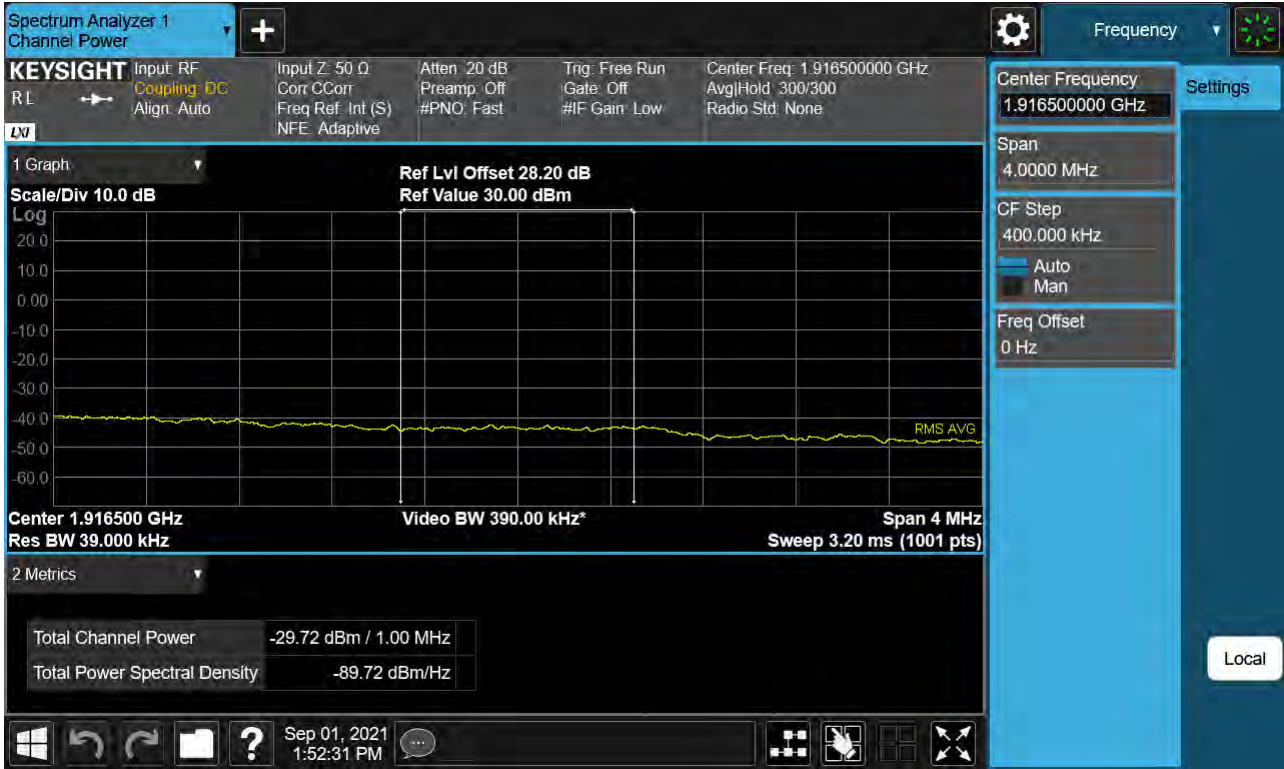 Spectrum Analyzer 1
Channel Power
+
Frequency
KEYSIGHT
R L
LXI
Input: RF
Coupling: DC
Align: Auto
Input Z: 50 Ω
Corr CCorr
Freq Ref: Int (S)
NFE: Adaptive
Atten: 20 dB
Preamp: Off
#PNO: Fast
Trig: Free Run
Gate: Off
#IF Gain: Low
Center Freq: 1.916500000 GHz
Avg|Hold: 300/300
Radio Std: None
Center Frequency
1.916500000 GHz
Settings
Span
4.0000 MHz
CF Step
400.000 kHz
Auto
Man
Freq Offset
0 Hz
1 Graph
Ref Lvl Offset 28.20 dB
Scale/Div 10.0 dB
Ref Value 30.00 dBm
Log
20.0
10.0
0.00
-10.0
-20.0
-30.0
-40.0
RMS AVG
-50.0
-60.0
Center 1.916500 GHz
Video BW 390.00 kHz*
Span 4 MHz
Res BW 39.000 kHz
Sweep 3.20 ms (1001 pts)
2 Metrics
Total Channel Power
-29.72 dBm / 1.00 MHz
Total Power Spectral Density
-89.72 dBm/Hz
Local
?
Sep 01, 2021
1:52:31 PM